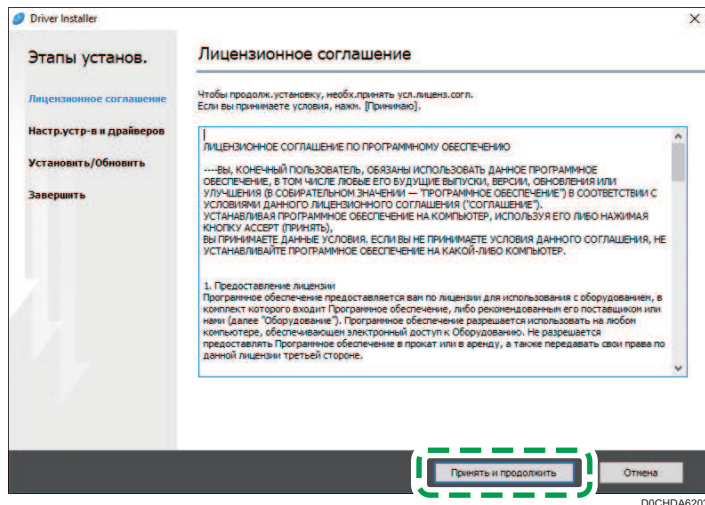 Driver Installer
Этапы установ.
Лицензионное соглашение
Настр.устр-в и драйверов
Установить/Обновить
Завершить
Лицензионное соглашение
Чтобы продолж.установку, необх.принять усл.лиценз.согл.
Если вы принимаете условия, нажм. [Принимаю].
ЛИЦЕНЗИОННОЕ СОГЛАШЕНИЕ ПО ПРОГРАММНОМУ ОБЕСПЕЧЕНИЮ
----ВЫ, КОНЕЧНЫЙ ПОЛЬЗОВАТЕЛЬ, ОБЯЗАНЫ ИСПОЛЬЗОВАТЬ ДАННОЕ ПРОГРАММНОЕ
ОБЕСПЕЧЕНИЕ, В ТОМ ЧИСЛЕ ЛЮБЫЕ ЕГО БУДУЩИЕ ВЫПУСКИ, ВЕРСИИ, ОБНОВЛЕНИЯ ИЛИ
УЛУЧШЕНИЯ (В СОБИРАТЕЛЬНОМ ЗНАЧЕНИИ — "ПРОГРАММНОЕ ОБЕСПЕЧЕНИЕ") В СООТВЕТСТВИИ С
УСЛОВИЯМИ ДАННОГО ЛИЦЕНЗИОННОГО СОГЛАШЕНИЯ ("СОГЛАШЕНИЕ").
УСТАНАВЛИВАЯ ПРОГРАММНОЕ ОБЕСПЕЧЕНИЕ НА КОМПЬЮТЕР, ИСПОЛЬЗУЯ ЕГО ЛИБО НАЖИМАЯ
КНОПКУ ACCEPT (ПРИНЯТЬ),
ВЫ ПРИНИМАЕТЕ ДАННЫЕ УСЛОВИЯ. ЕСЛИ ВЫ НЕ ПРИНИМАЕТЕ УСЛОВИЯ ДАННОГО СОГЛАШЕНИЯ, НЕ
УСТАНАВЛИВАЙТЕ ПРОГРАММНОЕ ОБЕСПЕЧЕНИЕ НА КАКОЙ-ЛИБО КОМПЬЮТЕР.
1. Предоставление лицензии
Программное обеспечение предоставляется вам по лицензии для использования с оборудованием, в
комплект которого входит Программное обеспечение, либо рекомендованным его поставщиком или
нами (далее "Оборудование"). Программное обеспечение разрешается использовать на любом
компьютере, обеспечивающем электронный доступ к Оборудованию. Не разрешается
предоставлять Программное обеспечение в прокат или в аренду, а также передавать свои права по
данной лицензии третьей стороне.
Принять и продолжить
Отмена